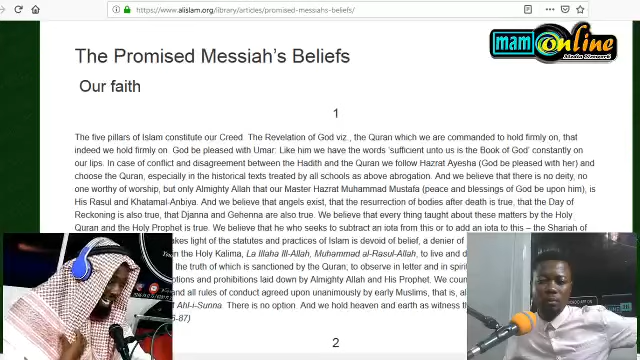 https://www.alislam.org/library/articles/promised-messiahs-beliefs/
mam online
Media Network
The Promised Messiah's Beliefs
Our faith
1
The five pillars of Islam constitute our Creed The Revelation of God viz , the Quran which we are commanded to hold firmly on, that
indeed we hold firmly on. God be pleased with Umar: Like him we have the words 'sufficient unto us is the Book of God' constantly on
our lips. In case of conflict and disagreement between the Hadith and the Quran we follow Hazrat Ayesha (God be pleased with her) and
choose the Quran, especially in the historical texts treated by all schools as above abrogation. And we believe that there is no deity, no
one worthy of worship, but only Almighty Allah that our Master Hazrat Muhammad Mustafa (peace and blessings of God be upon him), is
His Rasul and Khatamal-Anbiya. And we believe that angels exist, that the resurrection of bodies after death is true, that the Day of
Reckoning is also true, that Djanna and Gehenna are also true. We believe that every thing about these matters by the Holy
Quran and the Holy Prophet is true. We believe that he who seeks to subtract an iota from this or to add an iota to this – the Shariah of
akes light of the statutes and practices of Islam is devoid of belief, a denier of
the Holy Kalima, La Illaha Ill-Allah, Muhammad al-Rasul-Allah, to live and d
the truth of which is sanctioned by the Quran; to observe in letter and in spirit
ptions and prohibitions laid down by Almighty Allah and His Prophet. We coun
and all rules of conduct agreed upon unanimously by early Muslims, that is, al
Ahl-i-Sunna There is no option. And we hold heaven and earth as witness th
6-87)
2